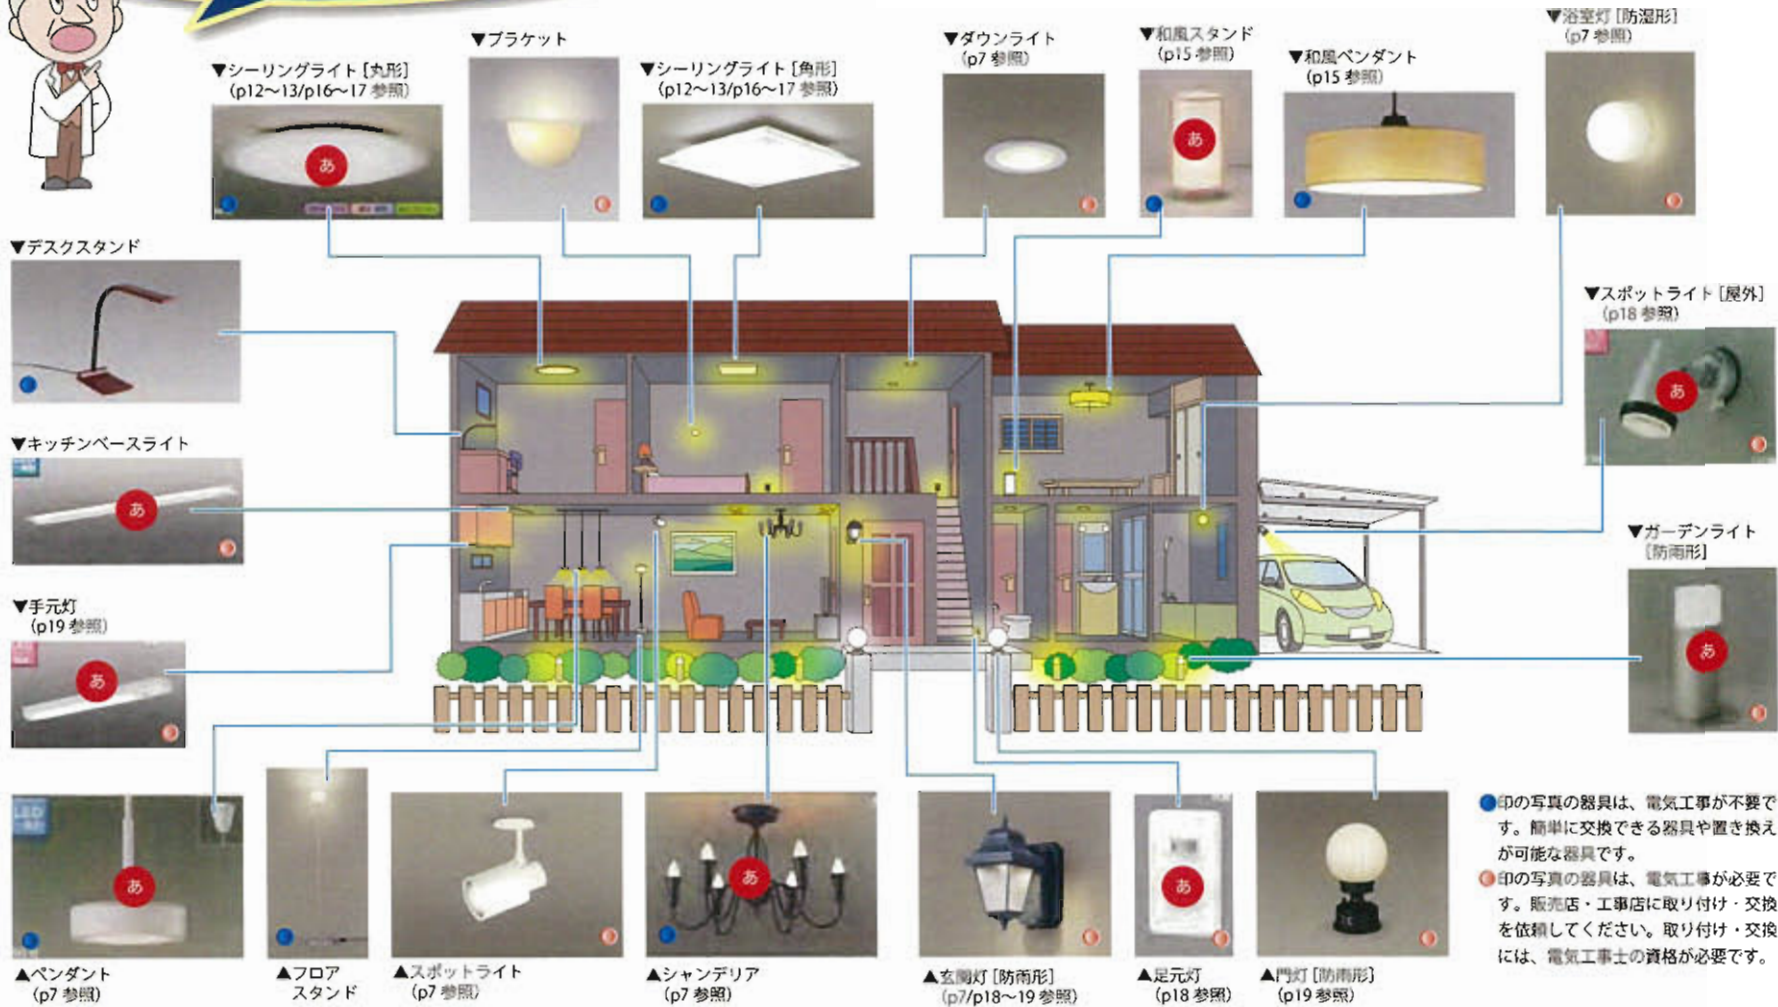 ▼シーリングライト [丸形]
(p12～13/p16～17 参照)
あ
▼ブラケット
▼シーリングライト [角形]
(p12～13/p16～17 参照)
▼ダウンライト
(p7 参照)
▼和風スタンド
(p15 参照)
あ
▼和風ペンダント
(p15 参照)
▼浴室灯 [防湿形]
(p7 参照)
▼デスクスタンド
▼スポットライト [屋外]
(p18 参照)
あ
▼キッチンベースライト
あ
▼ガーデンライト
[防雨形]
あ
▼手元灯
(p19 参照)
あ
LED
あ
▲ペンダント
(p7 参照)
▲フロア
スタンド
▲スポットライト
(p7 参照)
あ
▲シャンデリア
(p7 参照)
▲玄関灯 [防雨形]
(p7/p18～19 参照)
あ
▲足元灯
(p18 参照)
▲門灯 [防雨形]
(p19 参照)
印の写真の器具は、電気工事が不要で
す。簡単に交換できる器具や置き換え
が可能な器具です。
印の写真の器具は、電気工事が必要で
す。販売店・工事店に取り付け・交換
を依頼してください。取り付け・交換
には、電気工事士の資格が必要です。